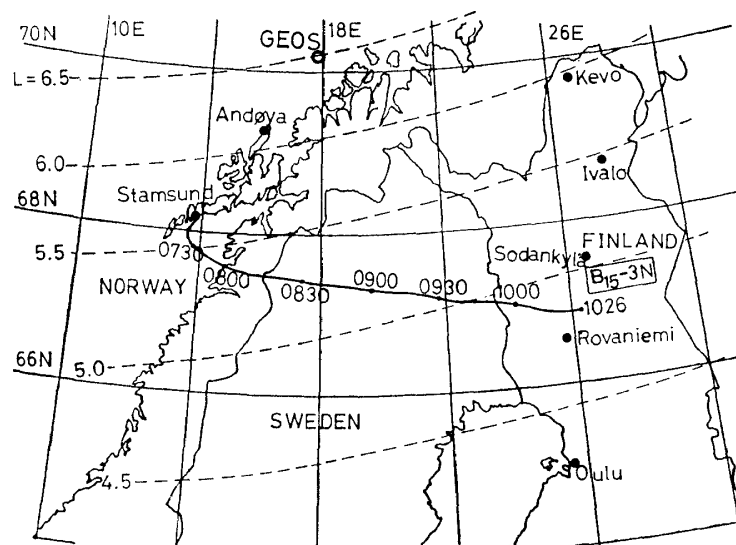 70N
10E
GEOS
18E
26E
L=6.5
Kevo
Andøya
6.0
Ivalo
Stamsund
68N
5.5
0730
Sodankylä
FINLAND
NORWAY
0800
0830
0900
0930
1000
B15-3N
1026
Rovaniemi
5.0
66N
SWEDEN
4.5
Oulu